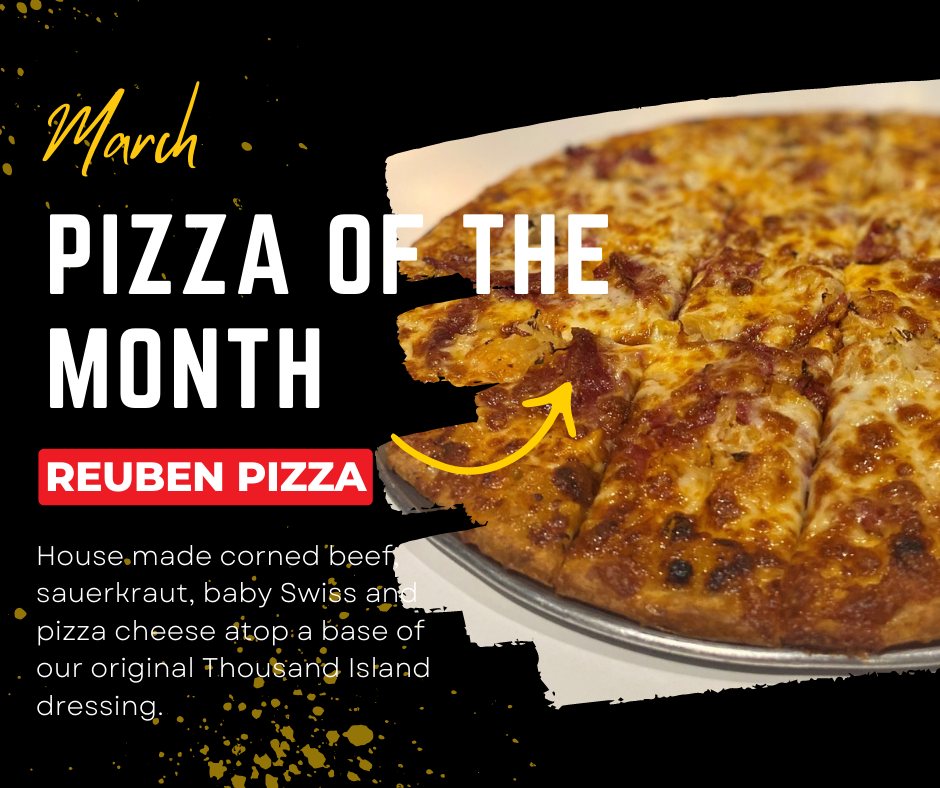 March
PIZZA OF THE
MONTH
REUBEN PIZZA
House made corned beef,
sauerkraut, baby Swiss and
pizza cheese atop a base of
our original Thousand Island
dressing.